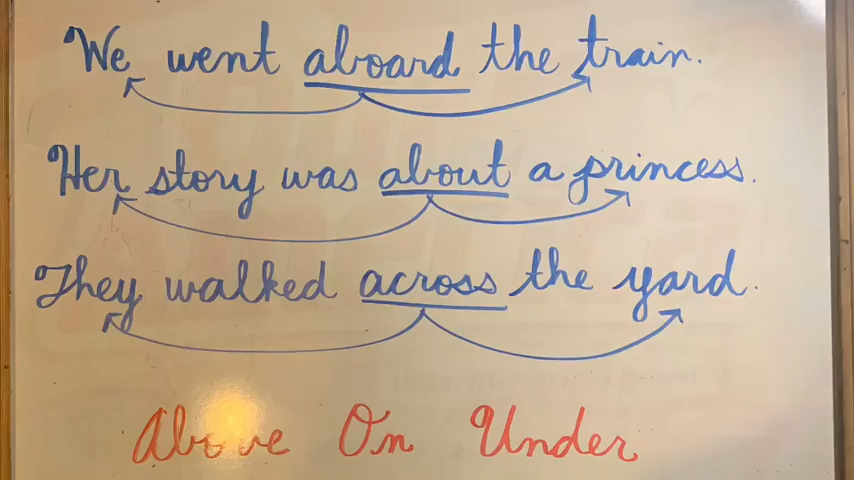 We went aboard the train.
Her story was about a princess.
They walked across the yard.
Above On Under